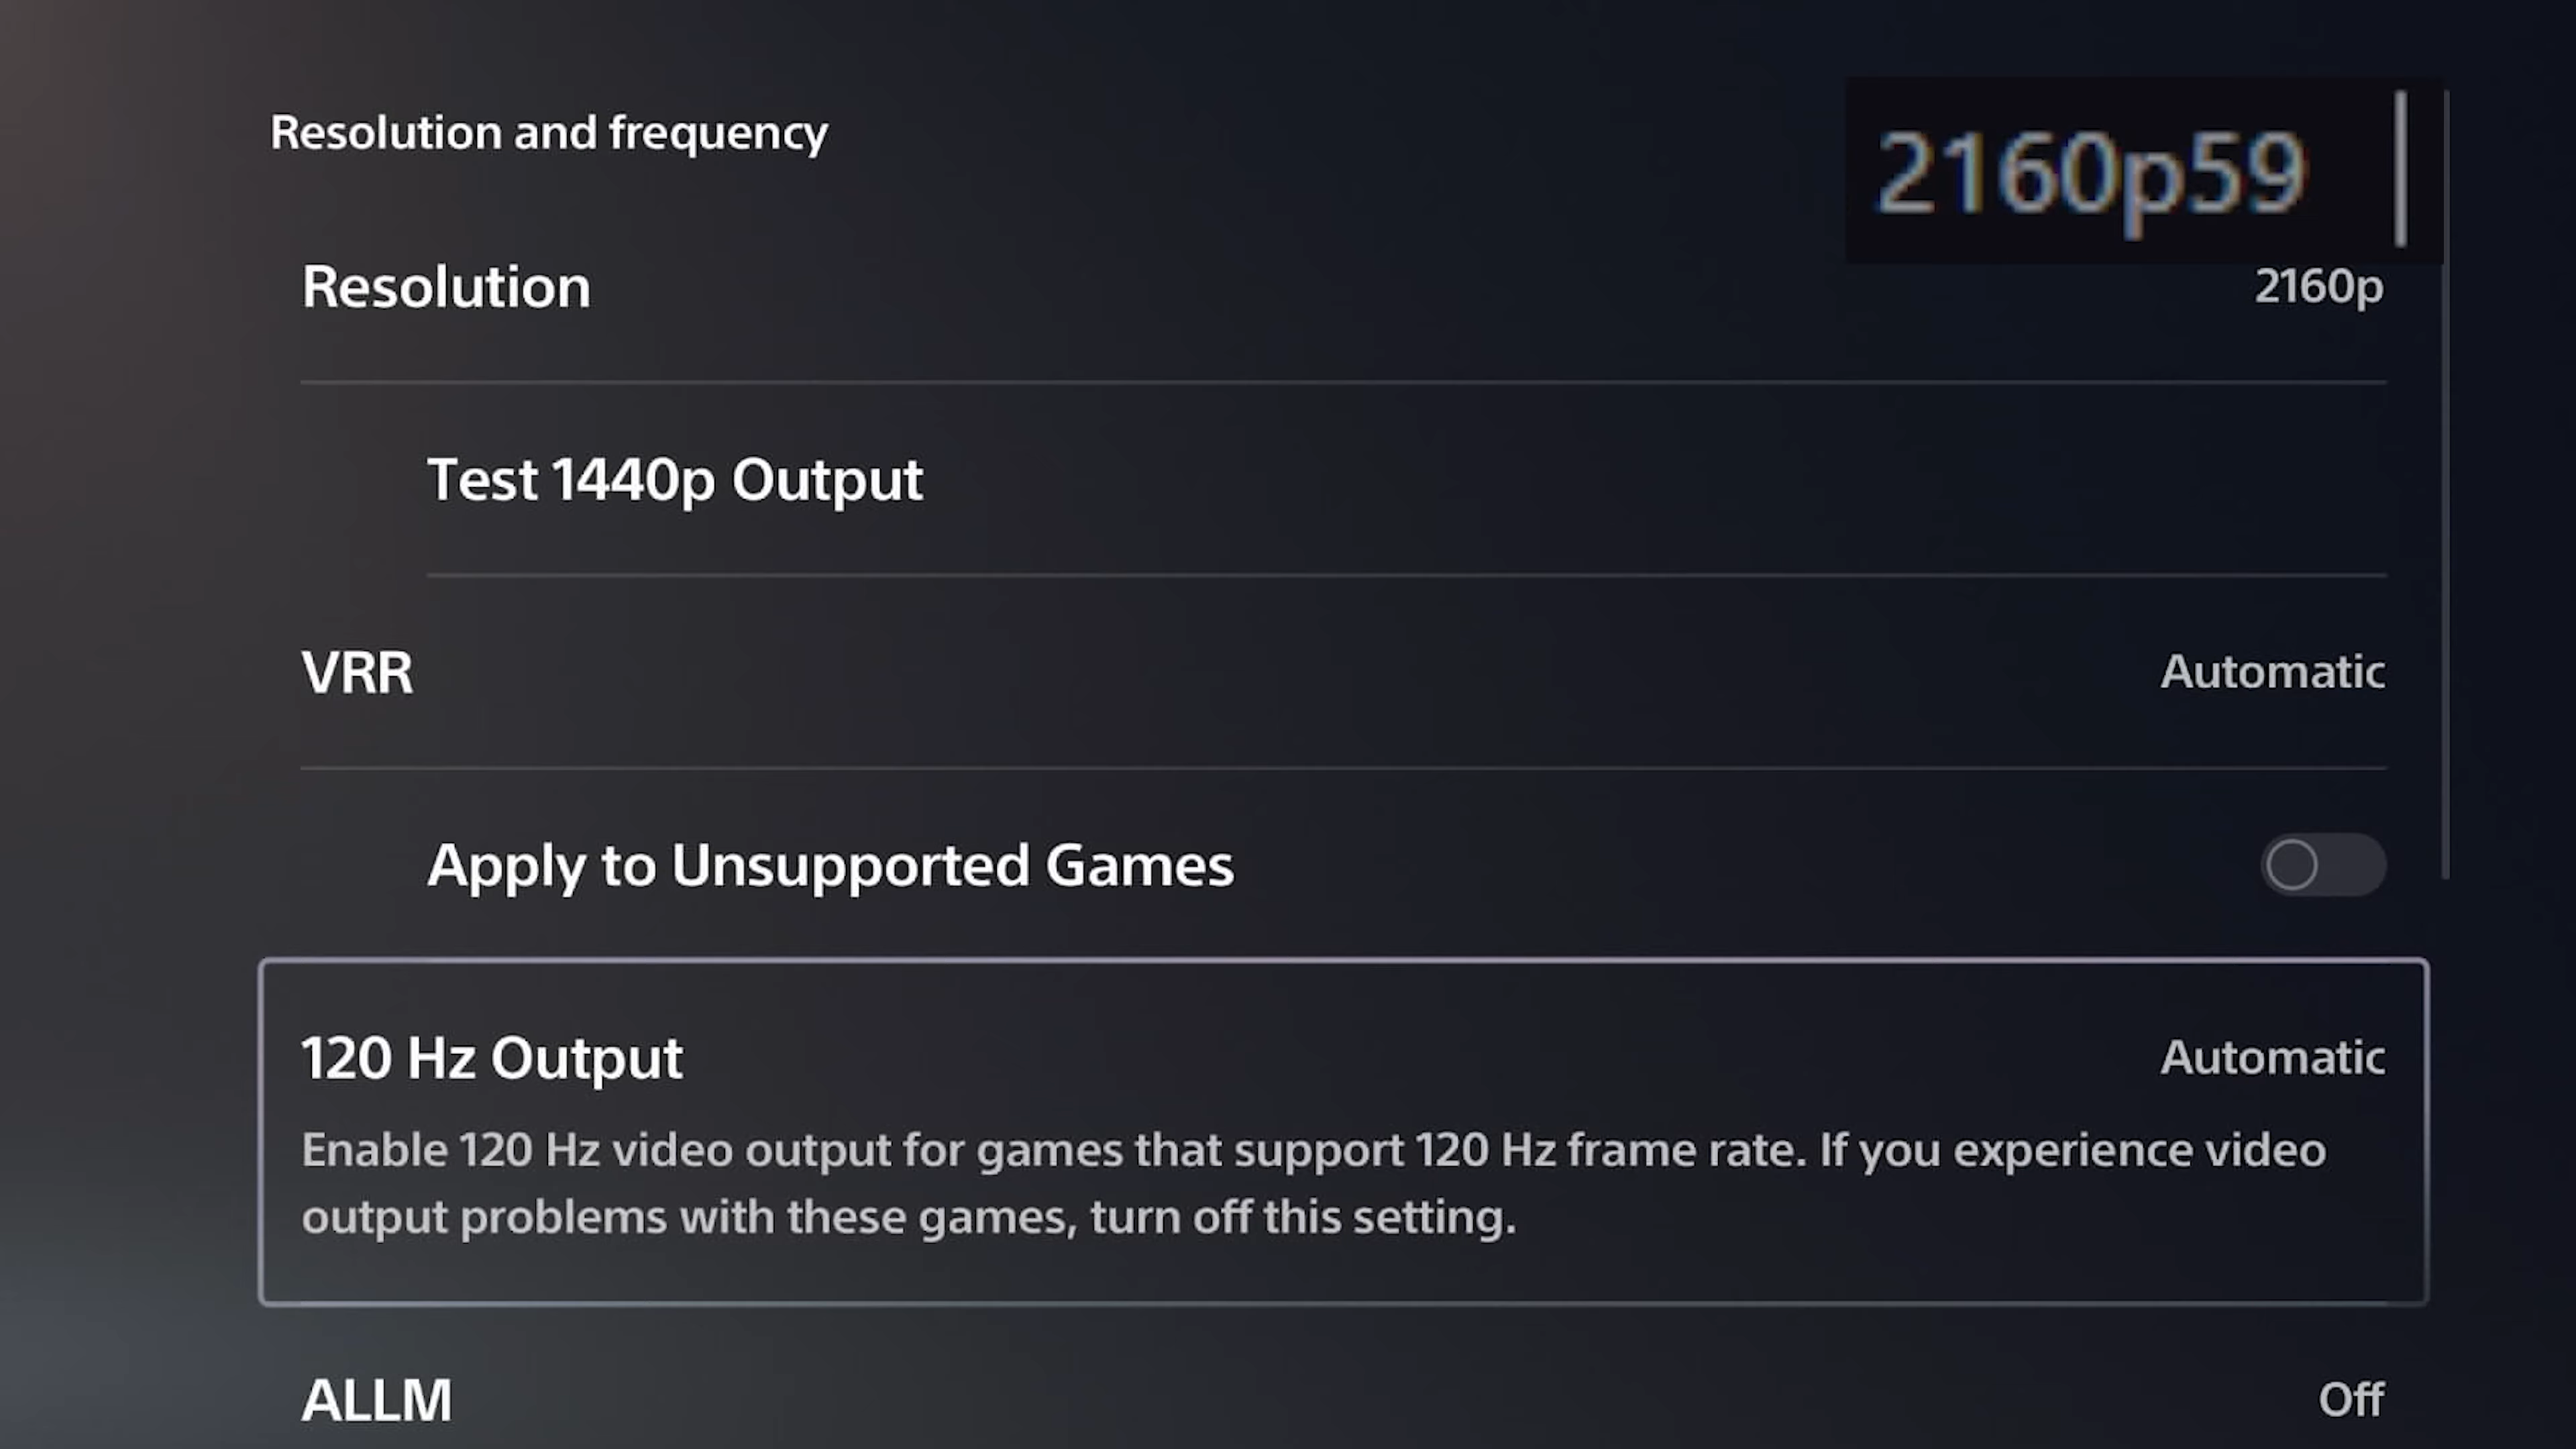 Resolution and frequency
2160p59
Resolution 2160p
Test 1440p Output
VRR Automatic
Apply to Unsupported Games
120 Hz Output Automatic
Enable 120 Hz video output for games that support 120 Hz frame rate. If you experience video
output problems with these games, turn off this setting.
ALLM Off